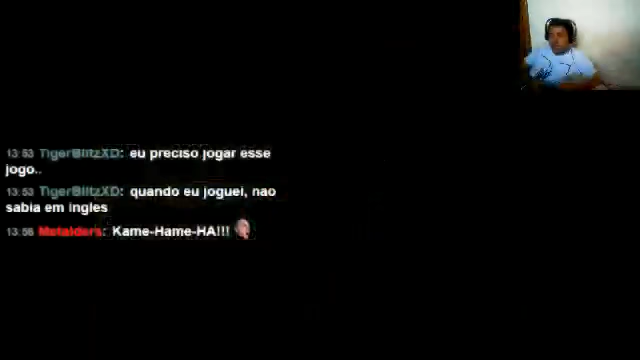 13:53 TigerBlitzXD: eu preciso jogar esse
jogo..
13:53 TigerBlitzXD: quando eu joguei, nao
sabia em ingles
13:56 Metalders: Kame-Hame-HA!!!